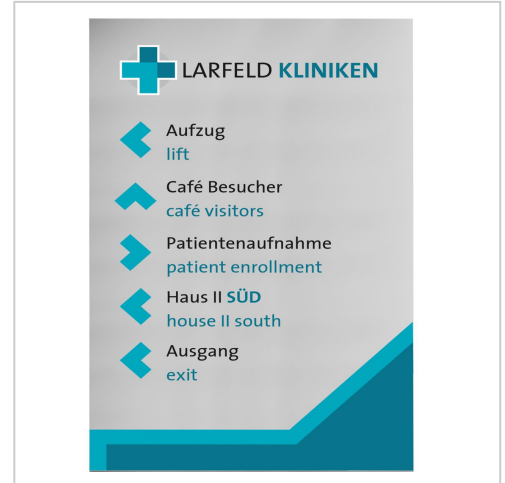 LARFELD KLINIKEN
Aufzug
lift
Café Besucher
café visitors
Patientenaufnahme
patient enrollment
Haus II SÜD
house II south
Ausgang
exit